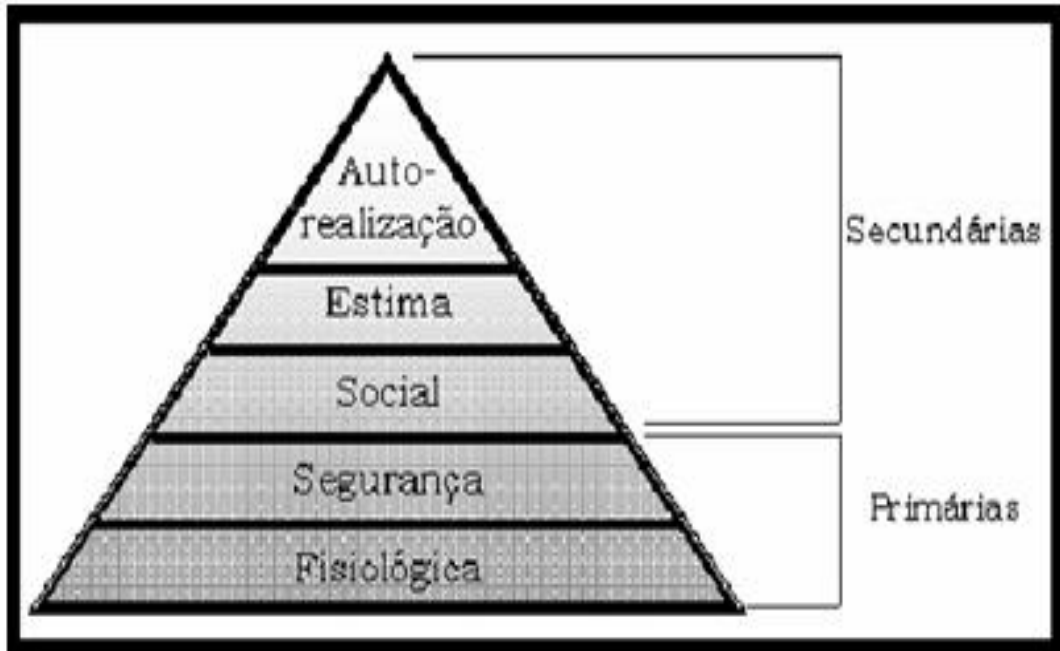 Auto-
realização
Secundárias
Estima
Social
Segurança
Primárias
Fisiológica